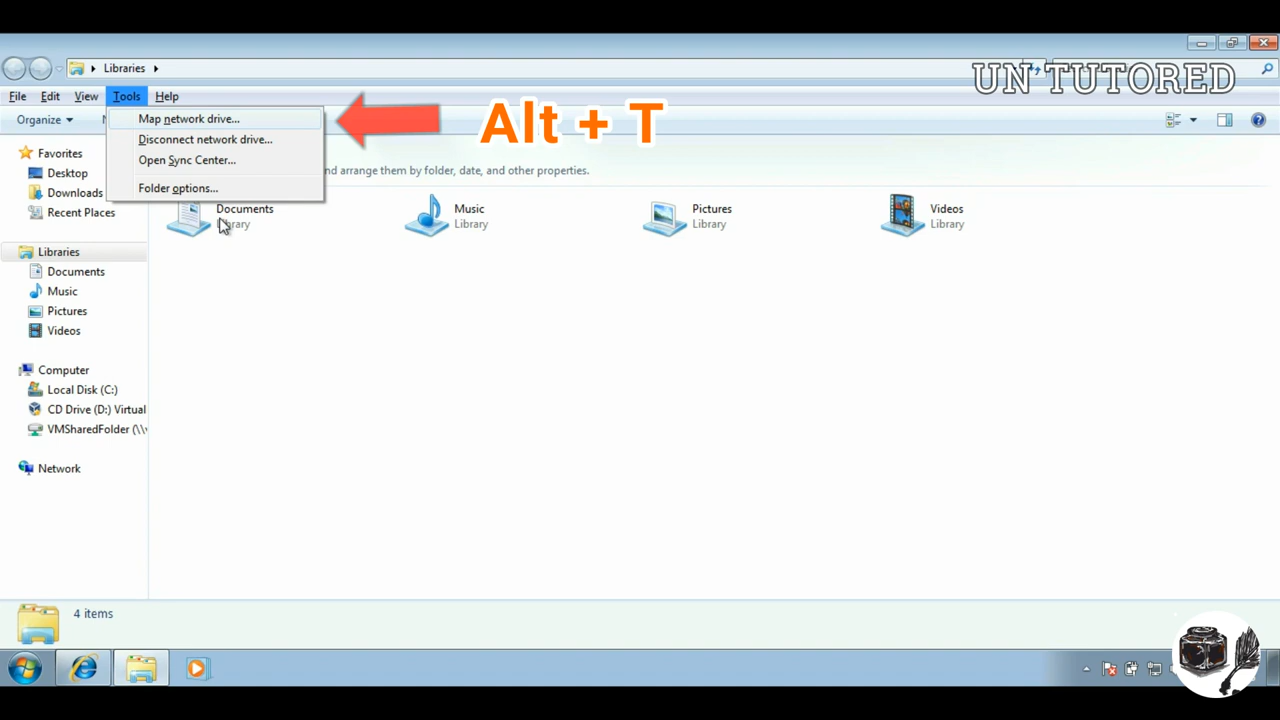 Libraries
UN TUTORED
File Edit View Tools Help
Organize
Map network drive...
Disconnect network drive...
Open Sync Center...
Folder options...
Alt + T
and arrange them by folder, date, and other properties.
Favorites
Desktop
Downloads
Recent Places
Libraries
Documents
Music
Pictures
Videos
Computer
Local Disk (C:)
CD Drive (D:) Virtual
VMSharedFolder (\\v
Network
Documents
Library
Music
Library
Pictures
Library
Videos
Library
4 items